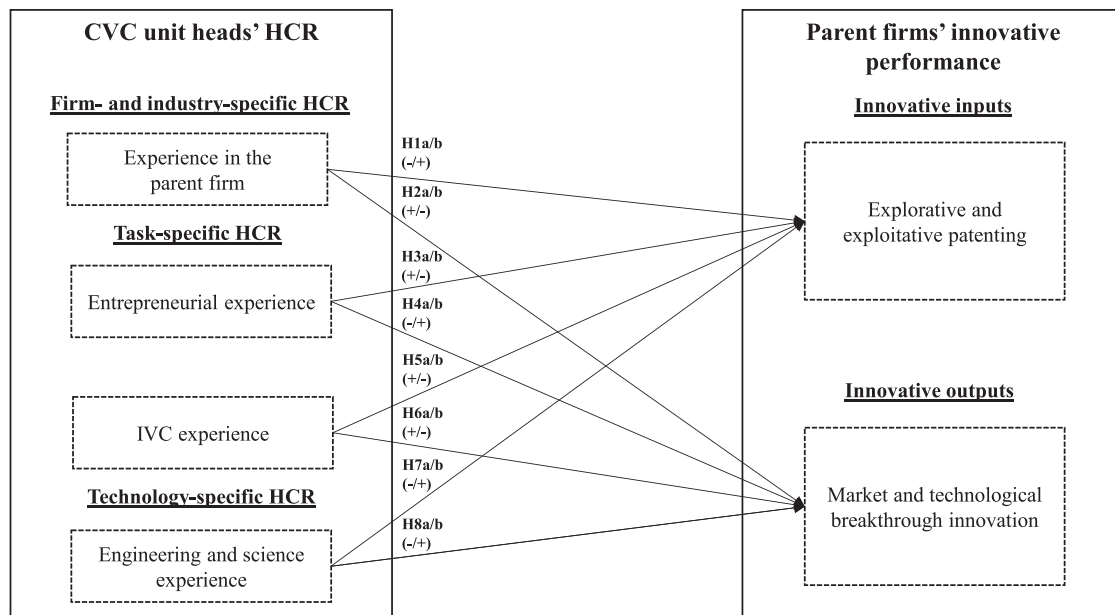 CVC unit heads' HCR
Firm- and industry-specific HCR
Experience in the
parent firm
Task-specific HCR
Entrepreneurial experience
IVC experience
Technology-specific HCR
Engineering and science
experience
H1a/b
(-/+)
H2a/b
(+/-)
H3a/b
(+/-)
H4a/b
(-/+)
H5a/b
(+/-)
H6a/b
(+/-)
H7a/b
(-/+)
H8a/b
(-/+)
Parent firms' innovative
performance
Innovative inputs
Explorative and
exploitative patenting
Innovative outputs
Market and technological
breakthrough innovation